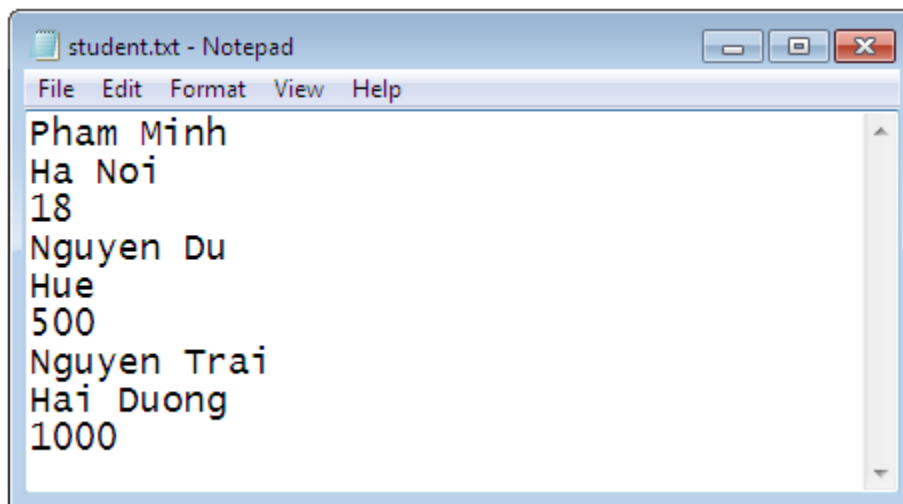 student.txt - Notepad
File Edit Format View Help
Pham Minh
Ha Noi
18
Nguyen Du
Hue
500
Nguyen Trai
Hai Duong
1000